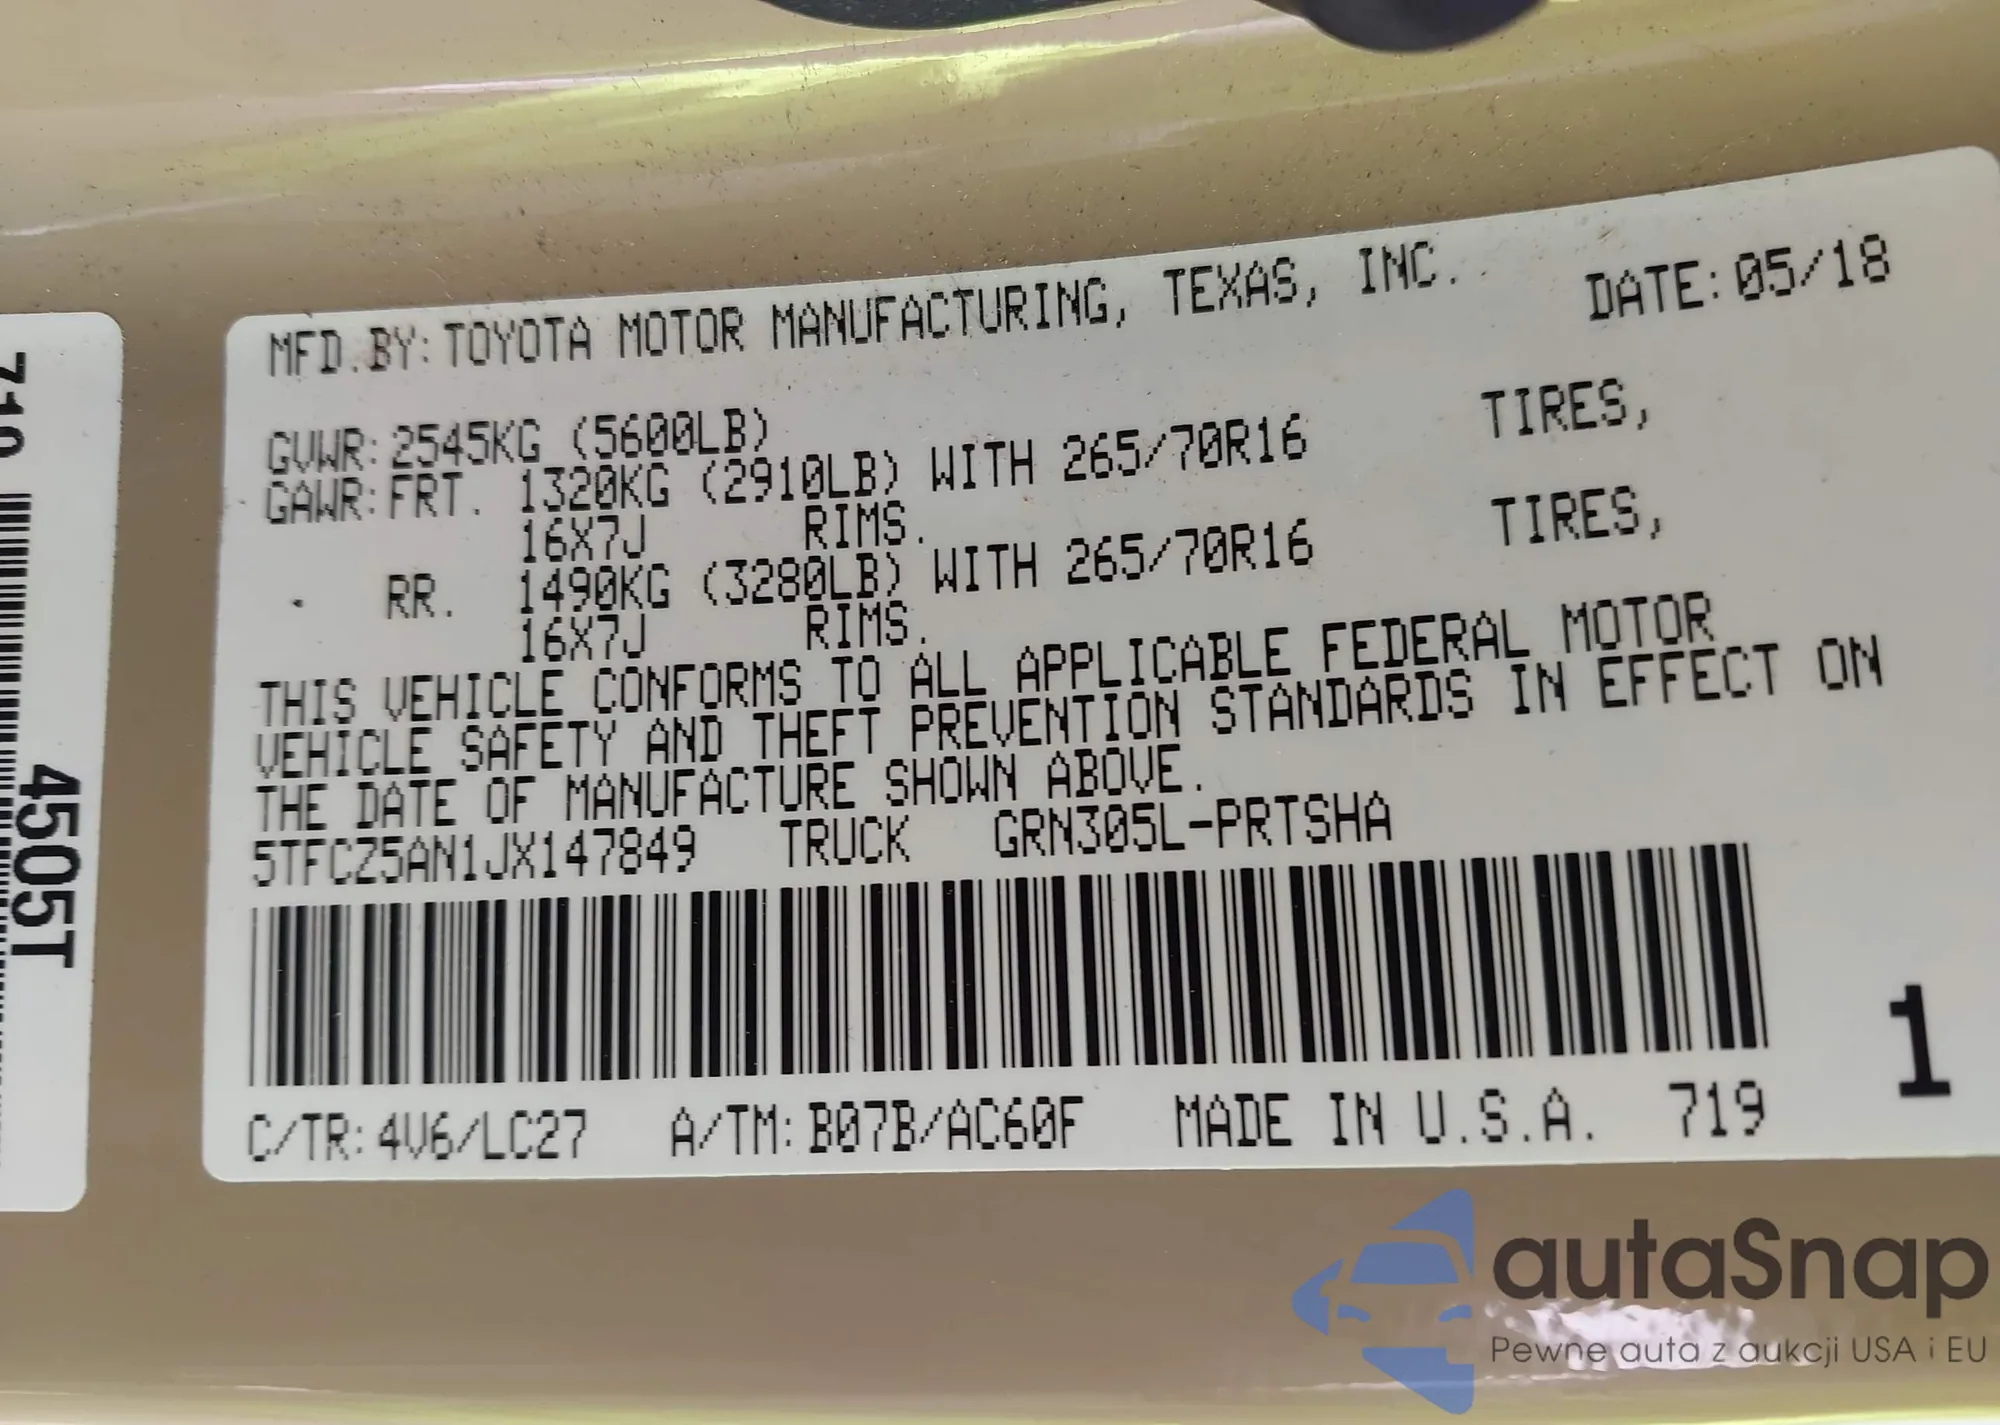 MFD.BY:TOYOTA MOTOR MANUFACTURING, TEXAS, INC. DATE:05/18
GVWR:2545KG (5600LB)
GAWR:FRT. 1320KG (2910LB) WITH 265/70R16 TIRES,
16X7J RIMS.
RR. 1490KG (3280LB) WITH 265/70R16 TIRES,
16X7J RIMS.
THIS VEHICLE CONFORMS TO ALL APPLICABLE FEDERAL MOTOR
VEHICLE SAFETY AND THEFT PREVENTION STANDARDS IN EFFECT ON
THE DATE OF MANUFACTURE SHOWN ABOVE.
5TFCZ5AN1JX147849 TRUCK GRN305L-PRTSHA
C/TR:4V6/LC27 A/TM:B07B/AC60F MADE IN U.S.A. 719
1
4505T
autaSnap
Pewne auta z aukcji USA i EU